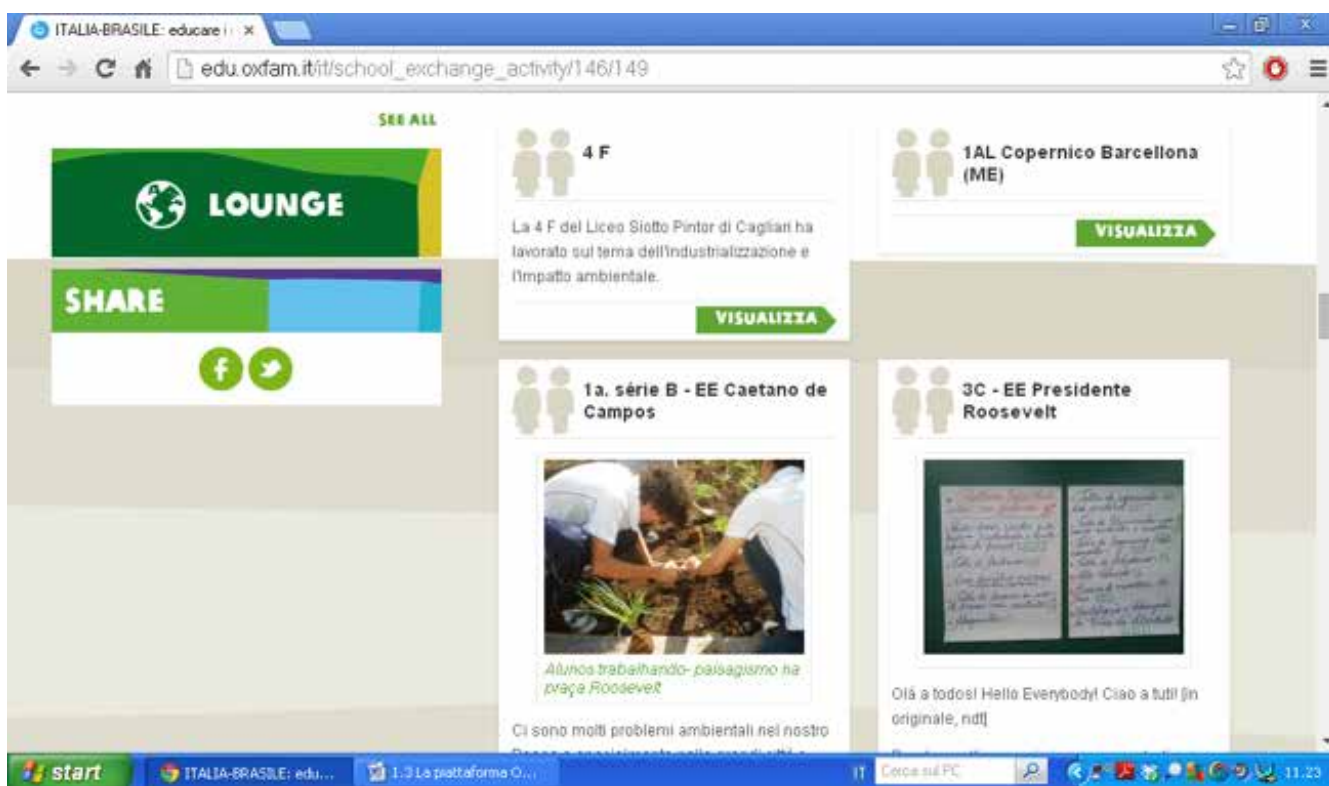 ITALIA-BRASILE: educare i
edu.oxfam.it/it/school_exchange_activity/146/149
SEE ALL
LOUNGE
SHARE
4 F
La 4 F del Liceo Siotto Pintor di Cagliari ha
lavorato sul tema dell'industrializzazione e
l'impatto ambientale.
VISUALIZZA
1AL Copernico Barcellona
(ME)
VISUALIZZA
1a. série B - EE Caetano de
Campos
Alunos trabalhando- paisagismo na
praça Roosevelt
Ci sono molti problemi ambientali nel nostro
3C - EE Presidente
Roosevelt
Olá a todos! Hello Everybody! Ciao a tuti! [in
originale, ndt]
start
ITALIA-BRASILE: edu...
1.3 La piattaforma O...
IT
Cerca sul PC
11.23